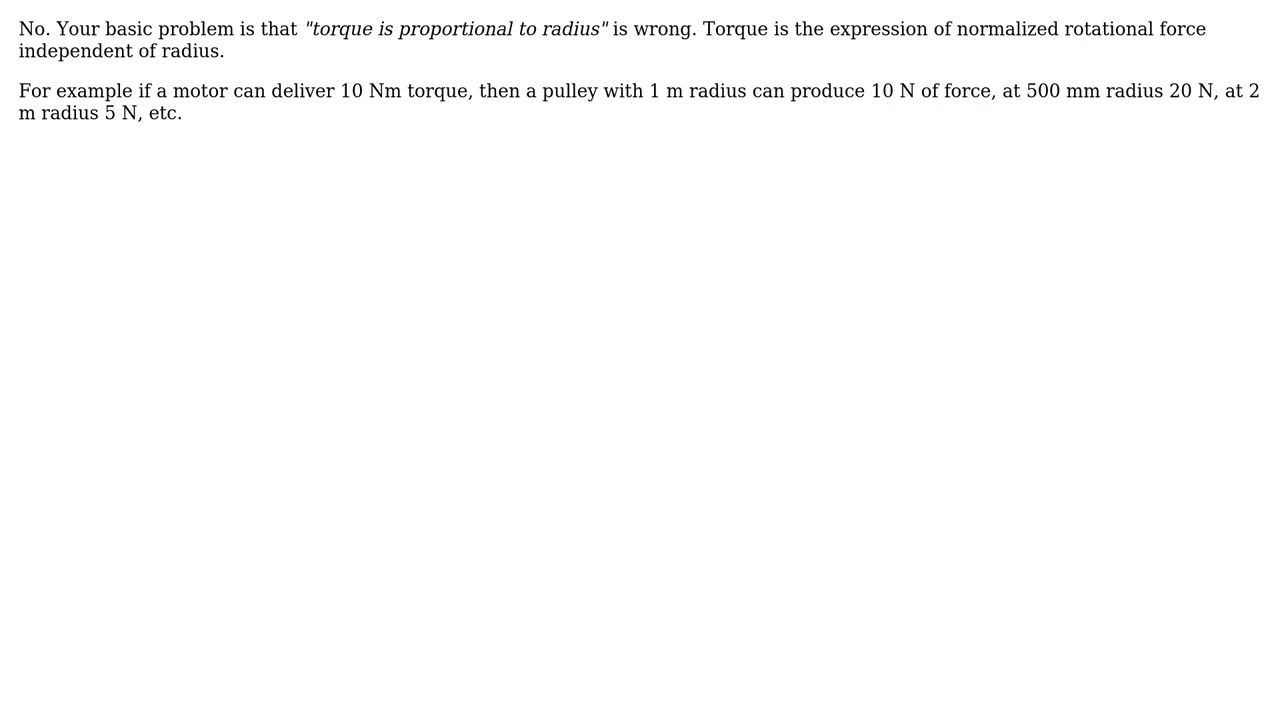 No. Your basic problem is that "torque is proportional to radius" is wrong. Torque is the expression of normalized rotational force
independent of radius.
For example if a motor can deliver 10 Nm torque, then a pulley with 1 m radius can produce 10 N of force, at 500 mm radius 20 N, at 2
m radius 5 N, etc.